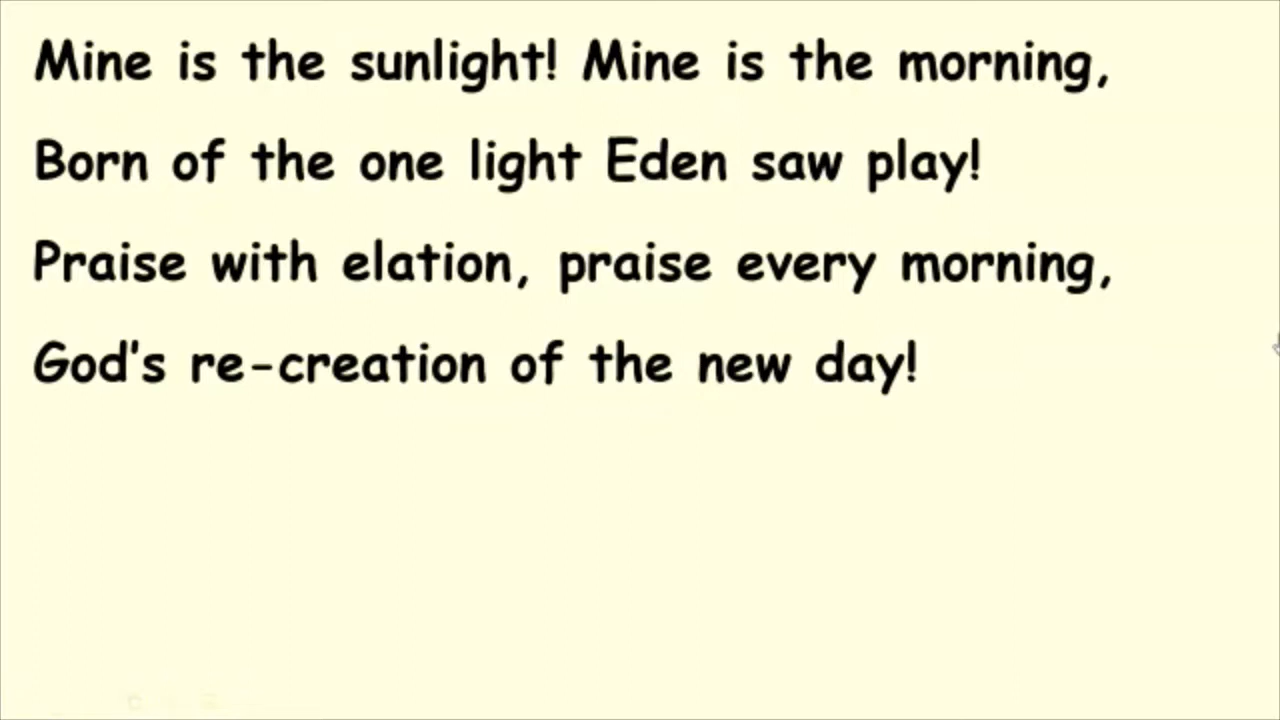 Mine is the sunlight! Mine is the morning,
Born of the one light Eden saw play!
Praise with elation, praise every morning,
God's re-creation of the new day!